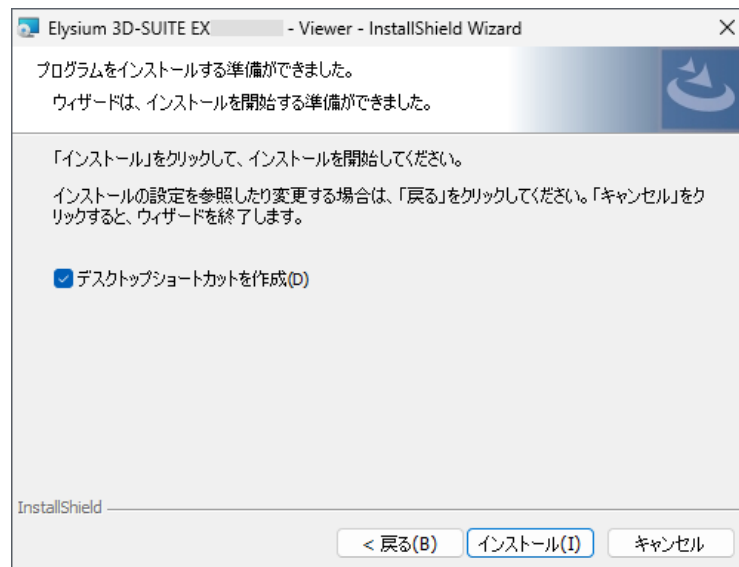 Elysium 3D-SUITE EX - Viewer - InstallShield Wizard
プログラムをインストールする準備ができました。
ウィザードは、インストールを開始する準備ができました。
「インストール」をクリックして、インストールを開始してください。
インストールの設定を参照したり変更する場合は、「戻る」をクリックしてください。「キャンセル」をク
リックすると、ウィザードを終了します。
デスクトップショートカットを作成(D)
InstallShield
< 戻る(B) インストール(I) キャンセル